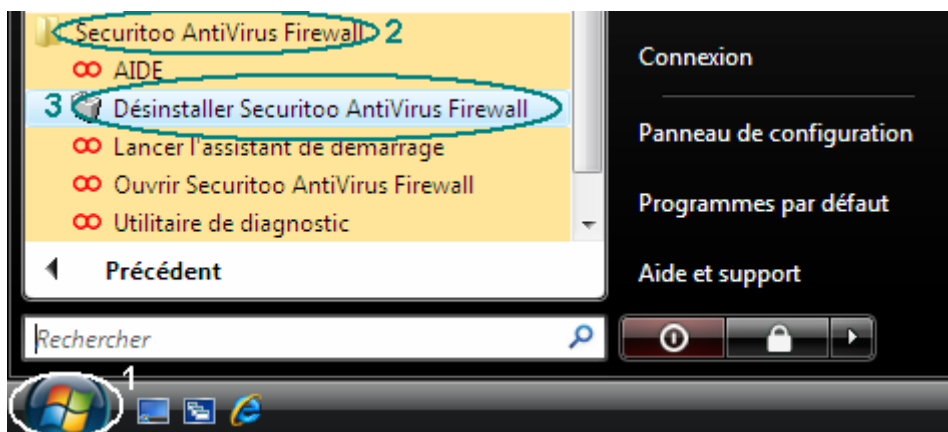 Securitoo AntiVirus Firewall 2
AIDE
3 Désinstaller Securitoo AntiVirus Firewall
Lancer l'assistant de démarrage
Ouvrir Securitoo AntiVirus Firewall
Utilitaire de diagnostic
Précédent
Rechercher
1
Connexion
Panneau de configuration
Programmes par défaut
Aide et support